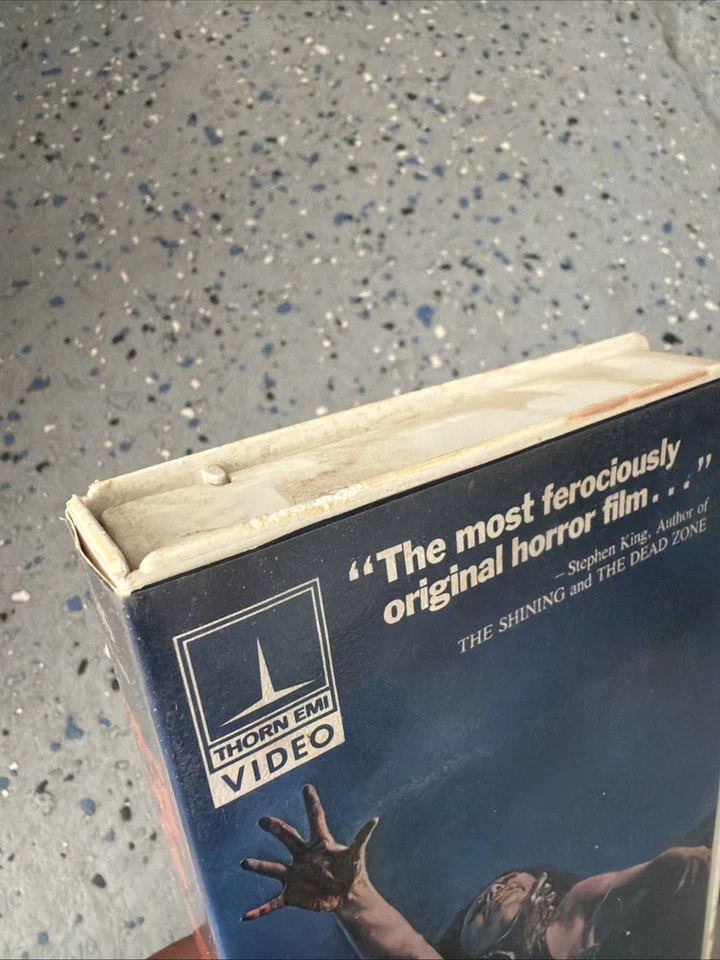 “The most ferociously
original horror film . . .”
—Stephen King, Author of
THE SHINING and THE DEAD ZONE
THORN EMI
VIDEO